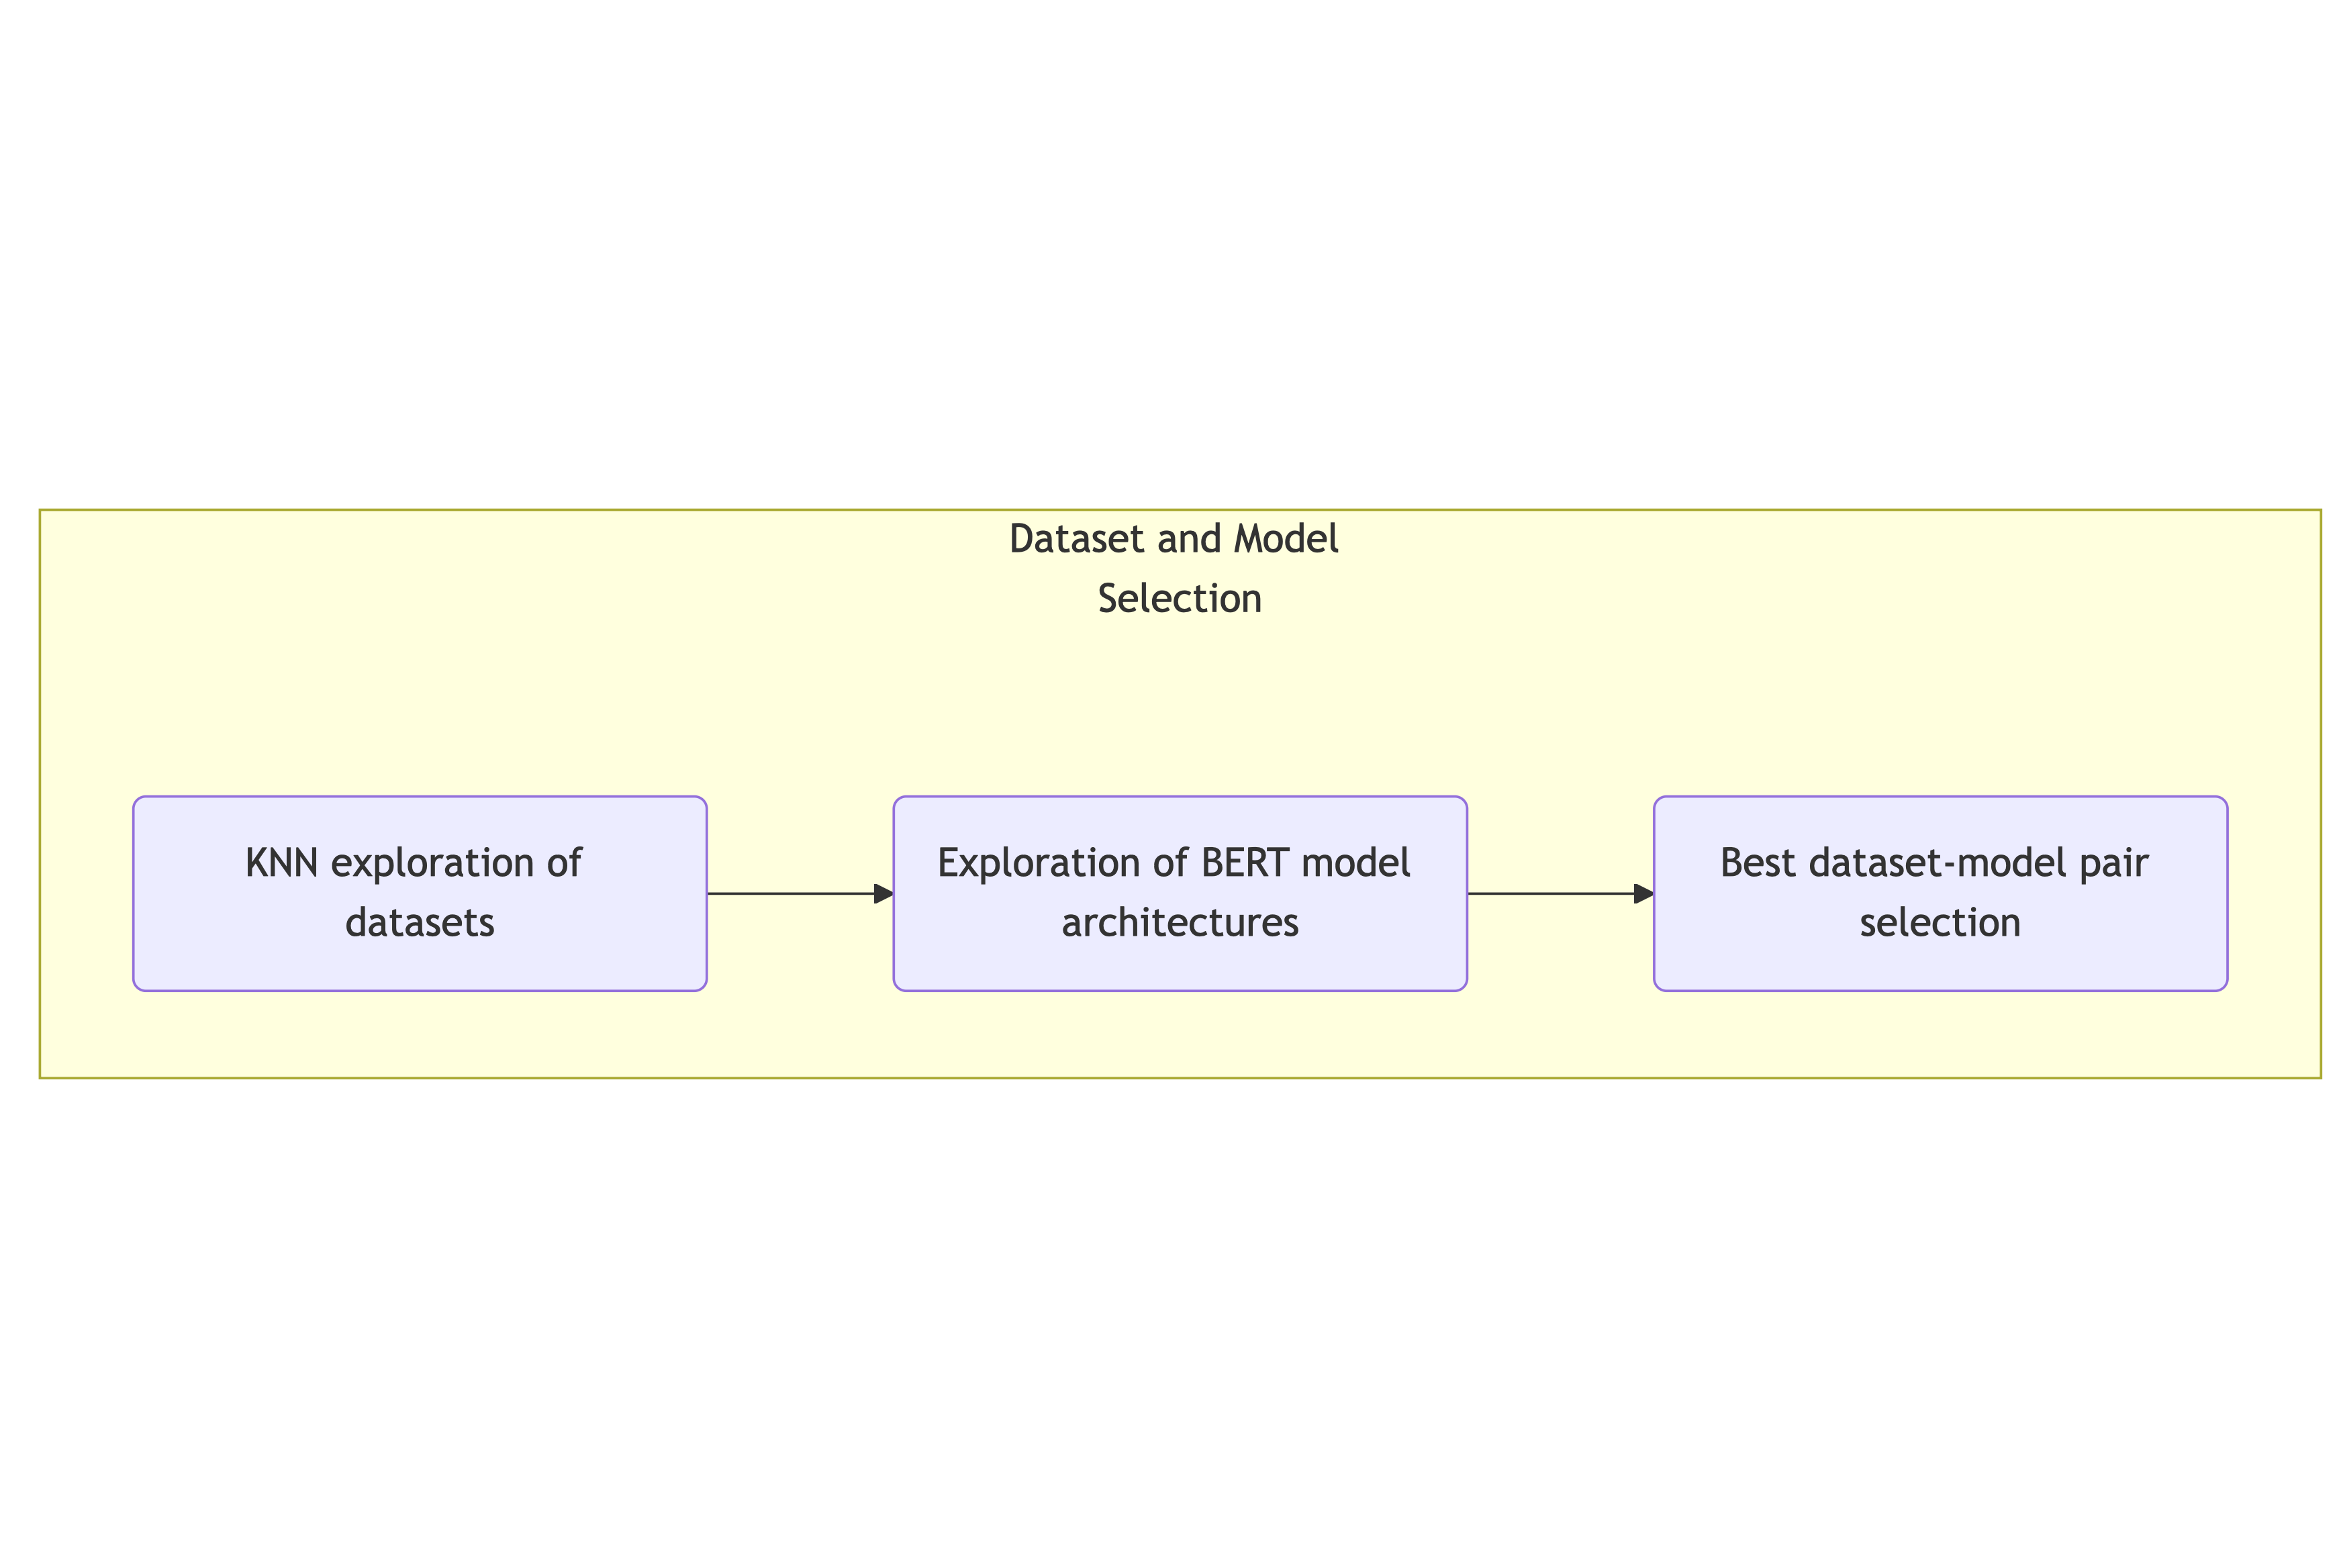 Dataset and Model
Selection
KNN exploration of
datasets
Exploration of BERT model
architectures
Best dataset-model pair
selection